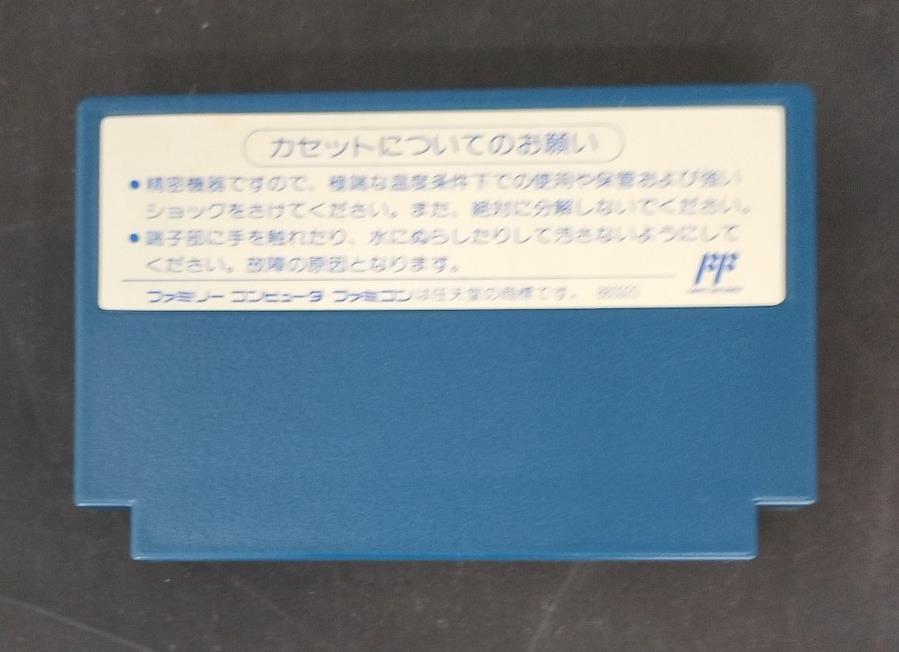 カセットについてのお願い
●精密機器ですので、極端な温度条件下での使用や保管および強い
ショックをさけてください。また、絶対に分解しないでください。
●端子部に手を触れたり、水にぬらしたりして汚さないようにして
ください。故障の原因となります。
ファミリーコンピュータ ファミコンは任天堂の商標です。